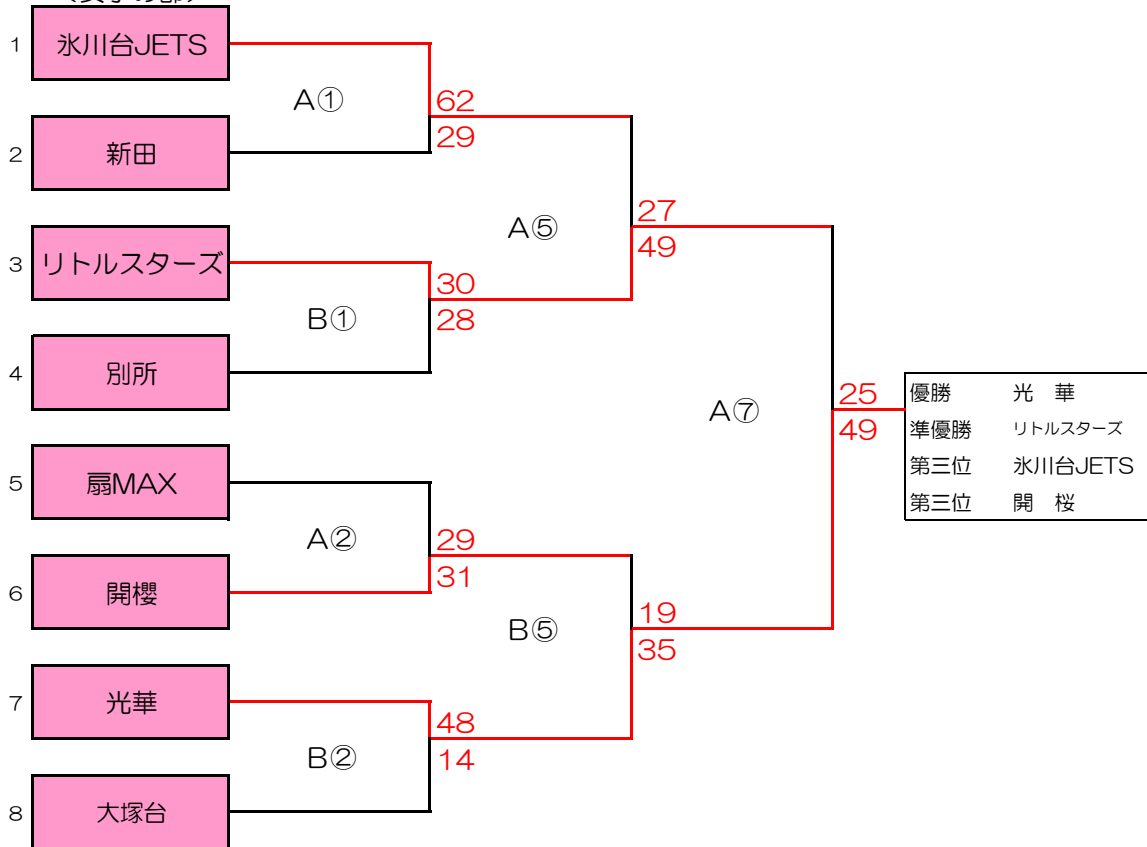 1 氷川台JETS
A①
62
29
2 新田
A⑤
27
49
3 リトルスターズ
30
28
B①
4 別所
A⑦
25
49
優勝 光 華
準優勝 リトルスターズ
第三位 氷川台JETS
第三位 開 桜
5 扇MAX
A②
29
31
6 開櫻
B⑤
19
35
7 光華
48
14
B②
8 大塚台